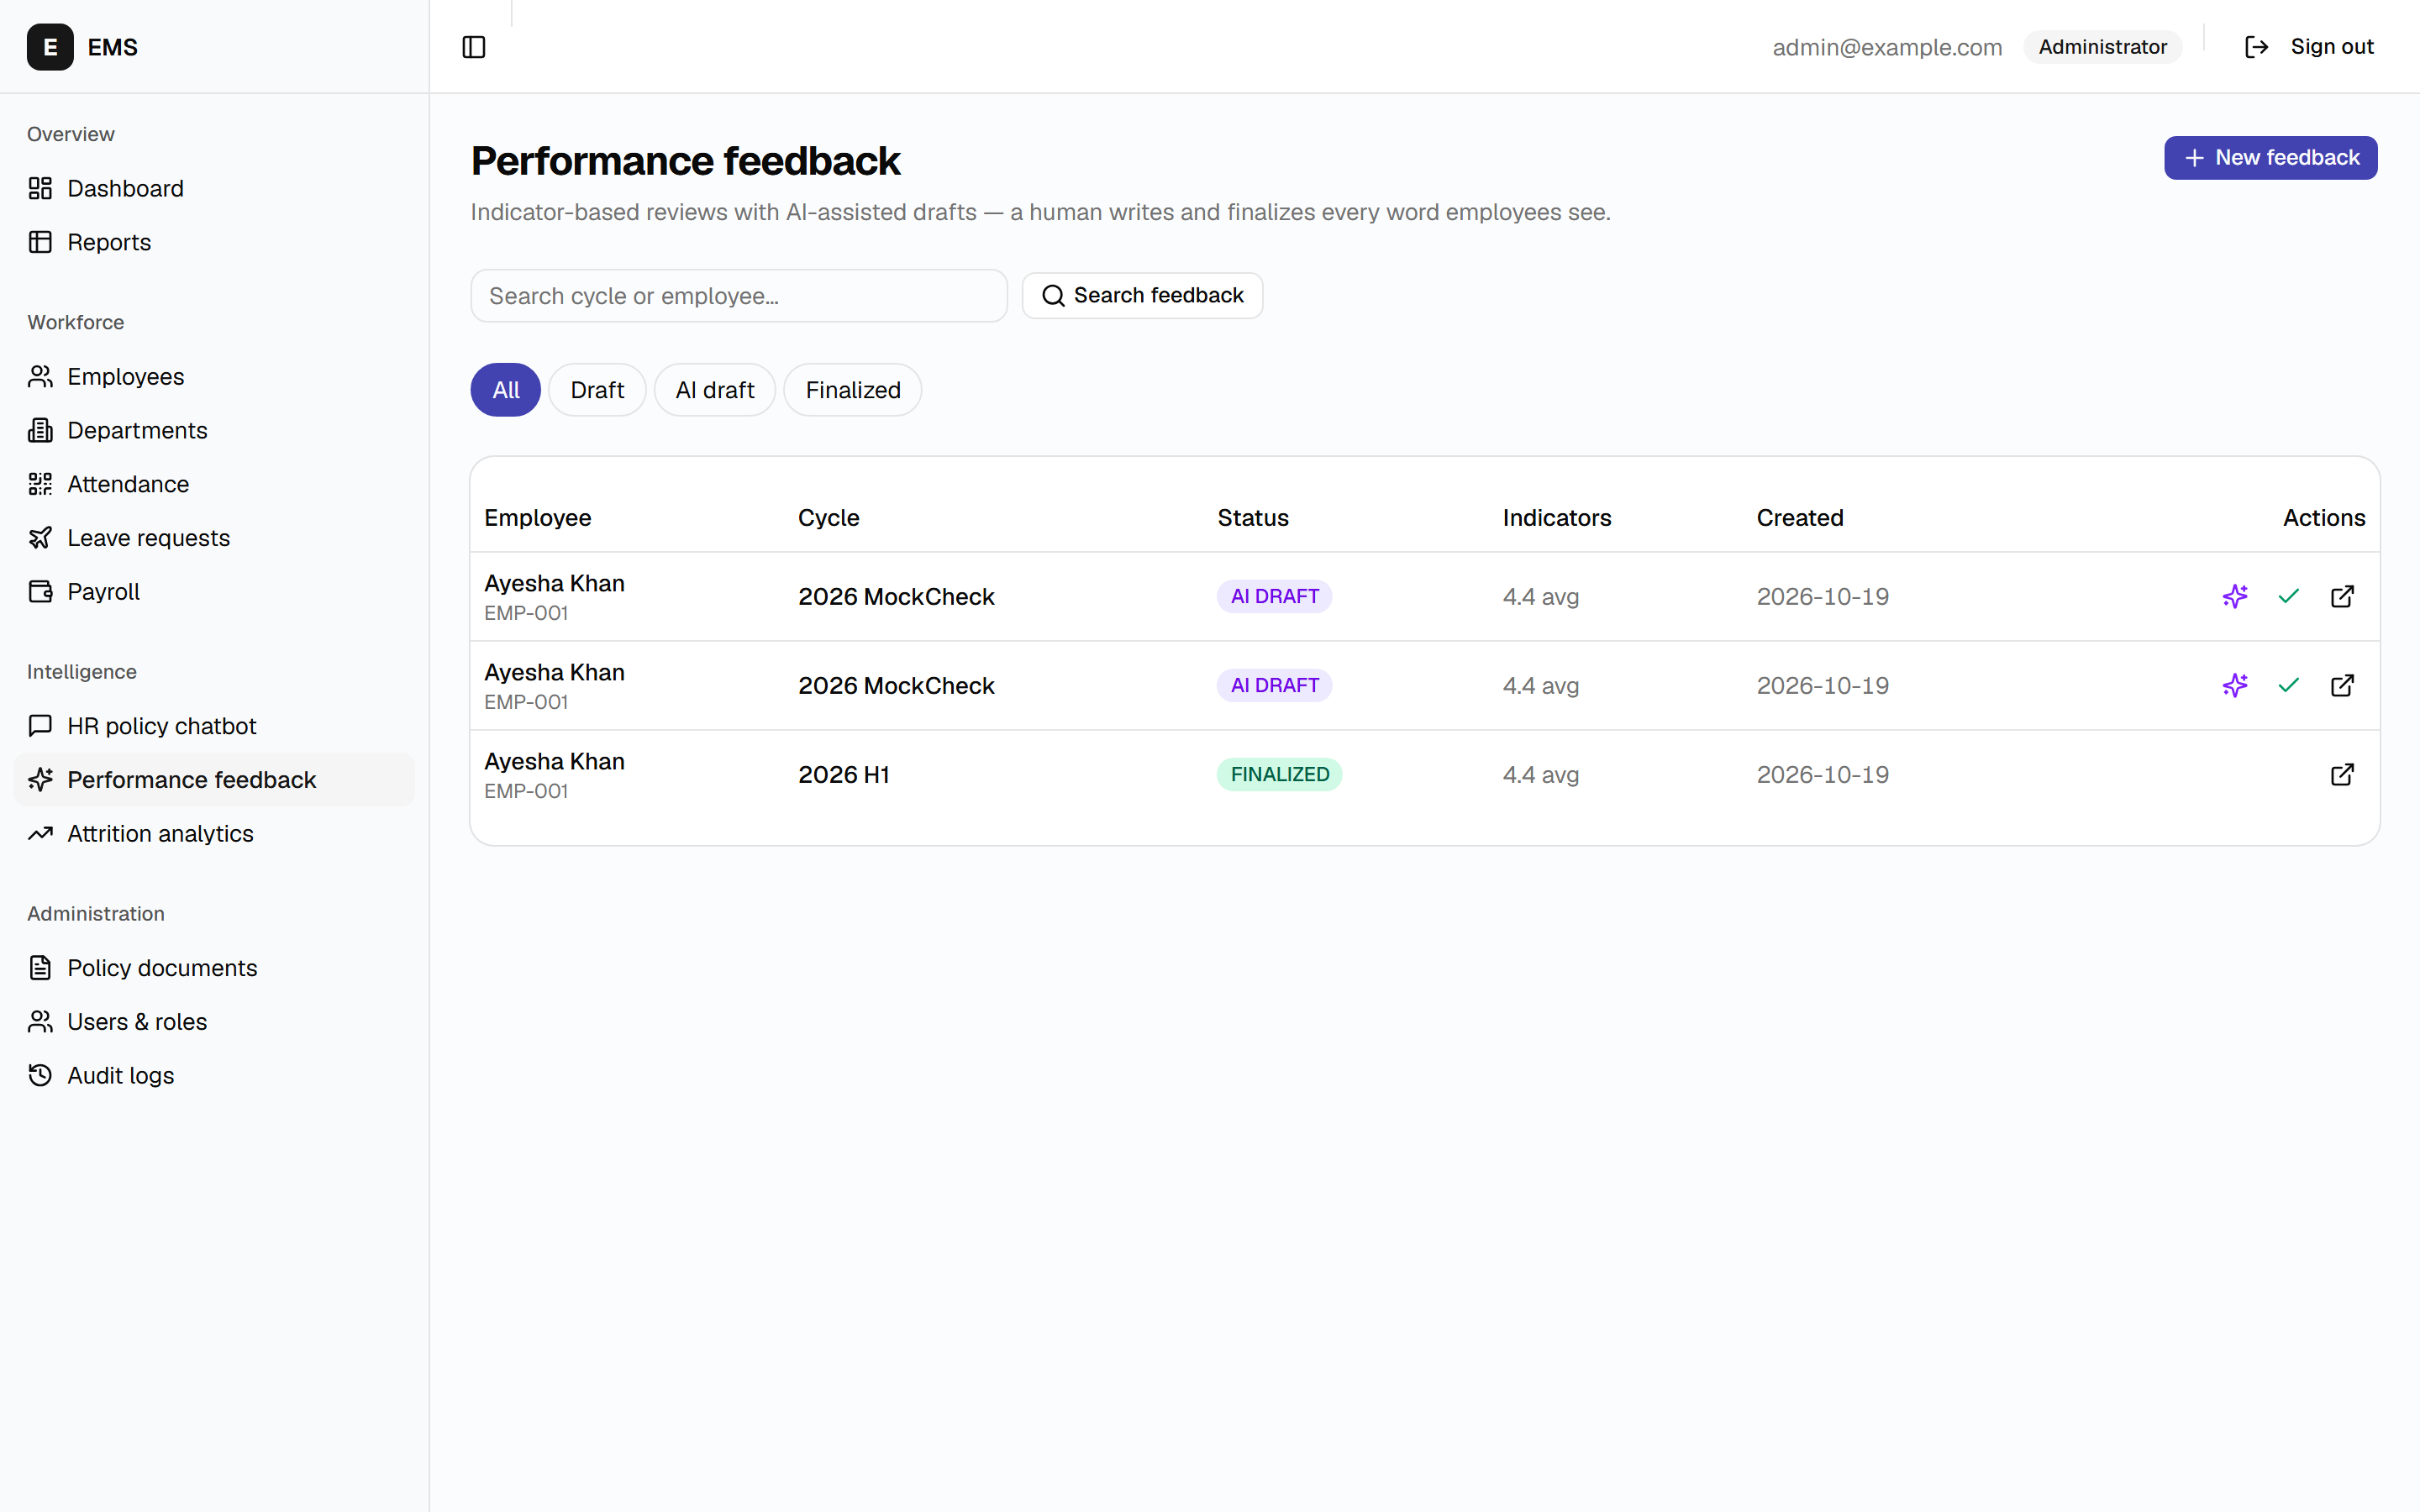 E EMS
admin@example.com Administrator Sign out
Overview
Dashboard
Reports
Workforce
Employees
Departments
Attendance
Leave requests
Payroll
Intelligence
HR policy chatbot
Performance feedback
Attrition analytics
Administration
Policy documents
Users & roles
Audit logs
Performance feedback
New feedback
Indicator-based reviews with AI-assisted drafts — a human writes and finalizes every word employees see.
Search cycle or employee... Search feedback
All Draft AI draft Finalized
Employee Cycle Status Indicators Created Actions
Ayesha Khan
EMP-001
2026 MockCheck AI DRAFT 4.4 avg 2026-10-19
Ayesha Khan
EMP-001
2026 MockCheck AI DRAFT 4.4 avg 2026-10-19
Ayesha Khan
EMP-001
2026 H1 FINALIZED 4.4 avg 2026-10-19